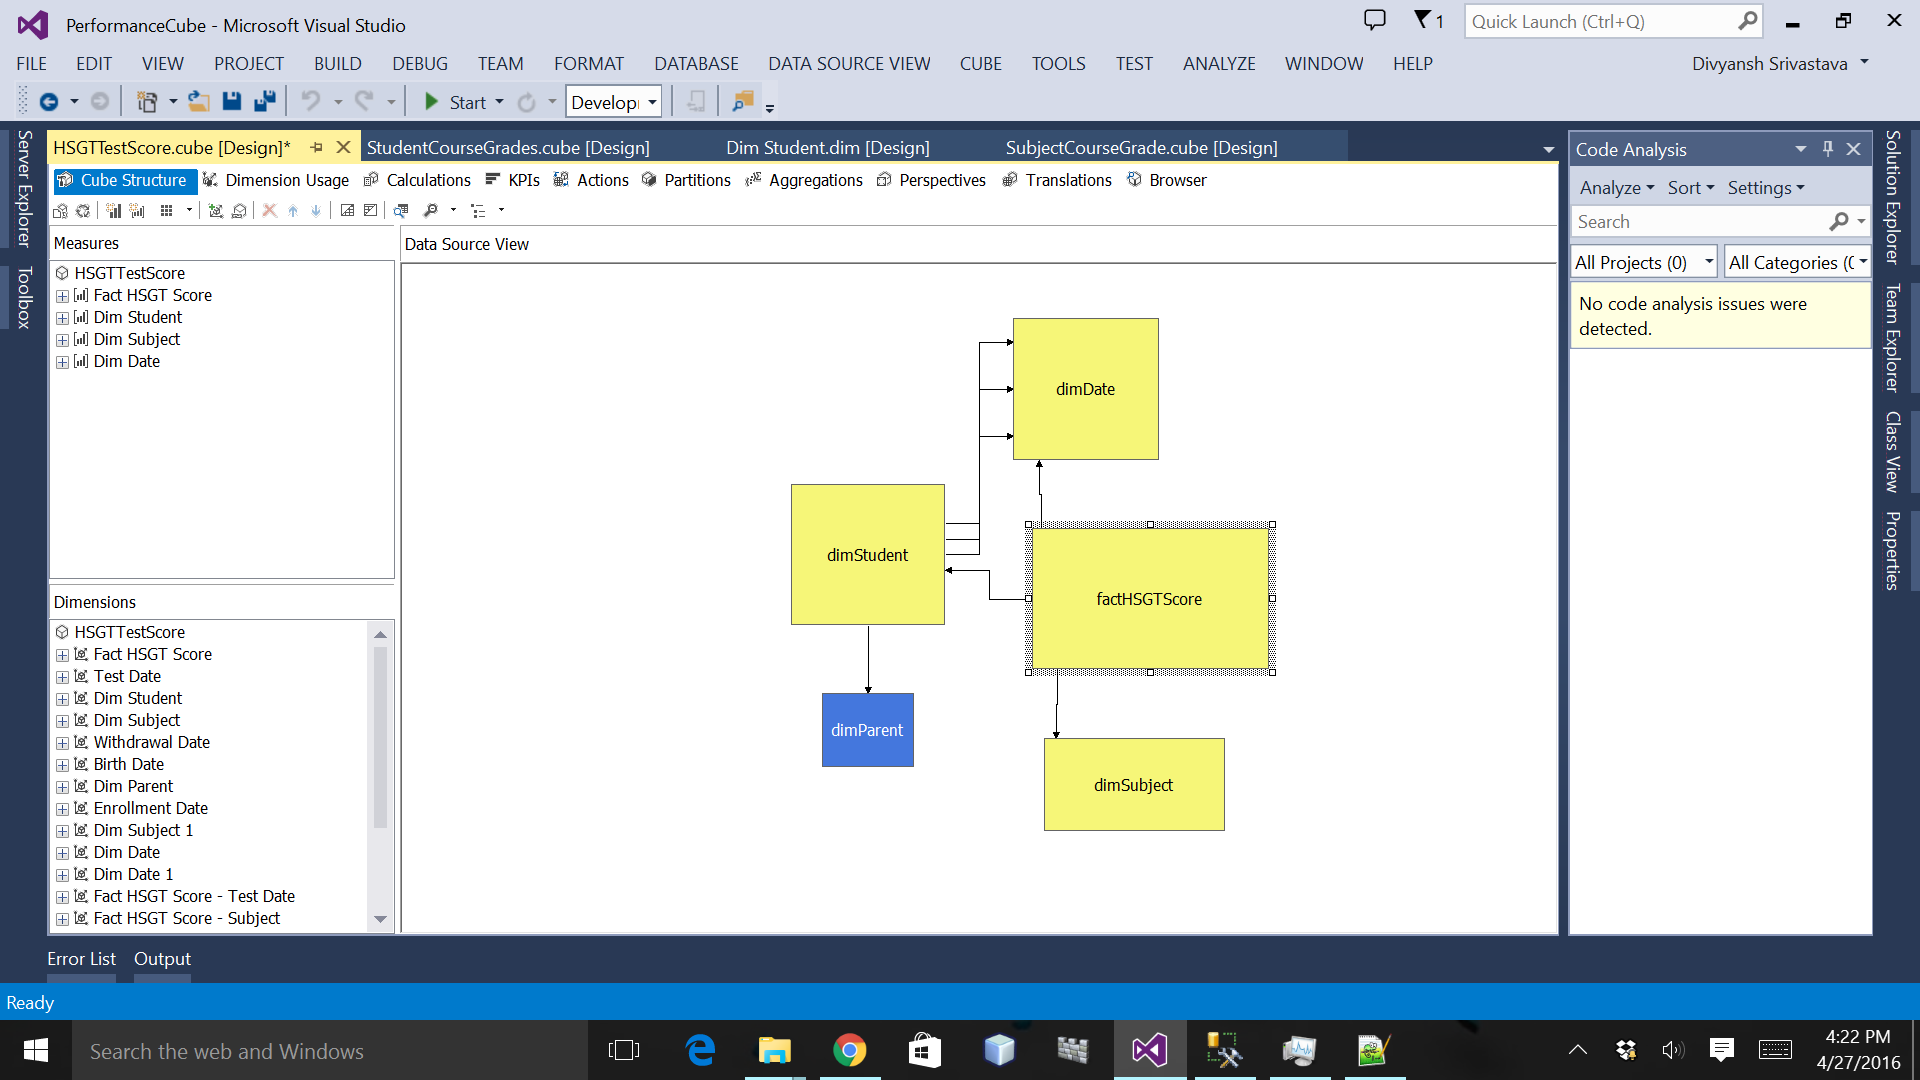 PerformanceCube - Microsoft Visual Studio
1
Quick Launch (Ctrl+Q)
FILE EDIT VIEW PROJECT BUILD DEBUG TEAM FORMAT DATABASE DATA SOURCE VIEW CUBE TOOLS TEST ANALYZE WINDOW HELP
Divyansh Srivastava
Start
Develop
Server Explorer
Toolbox
HSGTTestScore.cube [Design]* StudentCourseGrades.cube [Design] Dim Student.dim [Design] SubjectCourseGrade.cube [Design]
Cube Structure Dimension Usage Calculations KPIs Actions Partitions Aggregations Perspectives Translations Browser
Measures
HSGTTestScore
Fact HSGT Score
Dim Student
Dim Subject
Dim Date
Dimensions
HSGTTestScore
Fact HSGT Score
Test Date
Dim Student
Dim Subject
Withdrawal Date
Birth Date
Dim Parent
Enrollment Date
Dim Subject 1
Dim Date
Dim Date 1
Fact HSGT Score - Test Date
Fact HSGT Score - Subject
Data Source View
dimDate
dimStudent
factHSGTScore
dimParent
dimSubject
Code Analysis
Analyze Sort Settings
Search
All Projects (0) All Categories (
No code analysis issues were
detected.
Solution Explorer
Team Explorer
Class View
Properties
Error List Output
Ready
Search the web and Windows
4:22 PM
4/27/2016